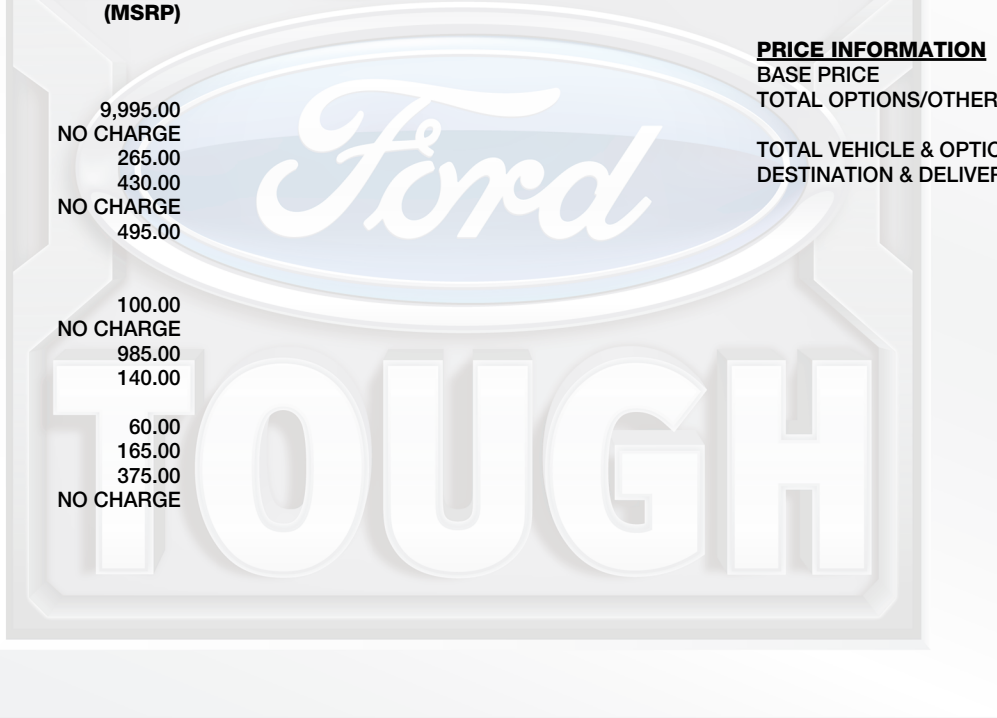 (MSRP)
9,995.00
NO CHARGE
265.00
430.00
NO CHARGE
495.00
100.00
NO CHARGE
985.00
140.00
60.00
165.00
375.00
NO CHARGE
PRICE INFORMATION
BASE PRICE
TOTAL OPTIONS/OTHER
TOTAL VEHICLE & OPTIO
DESTINATION & DELIVER
Ford
TOUGH